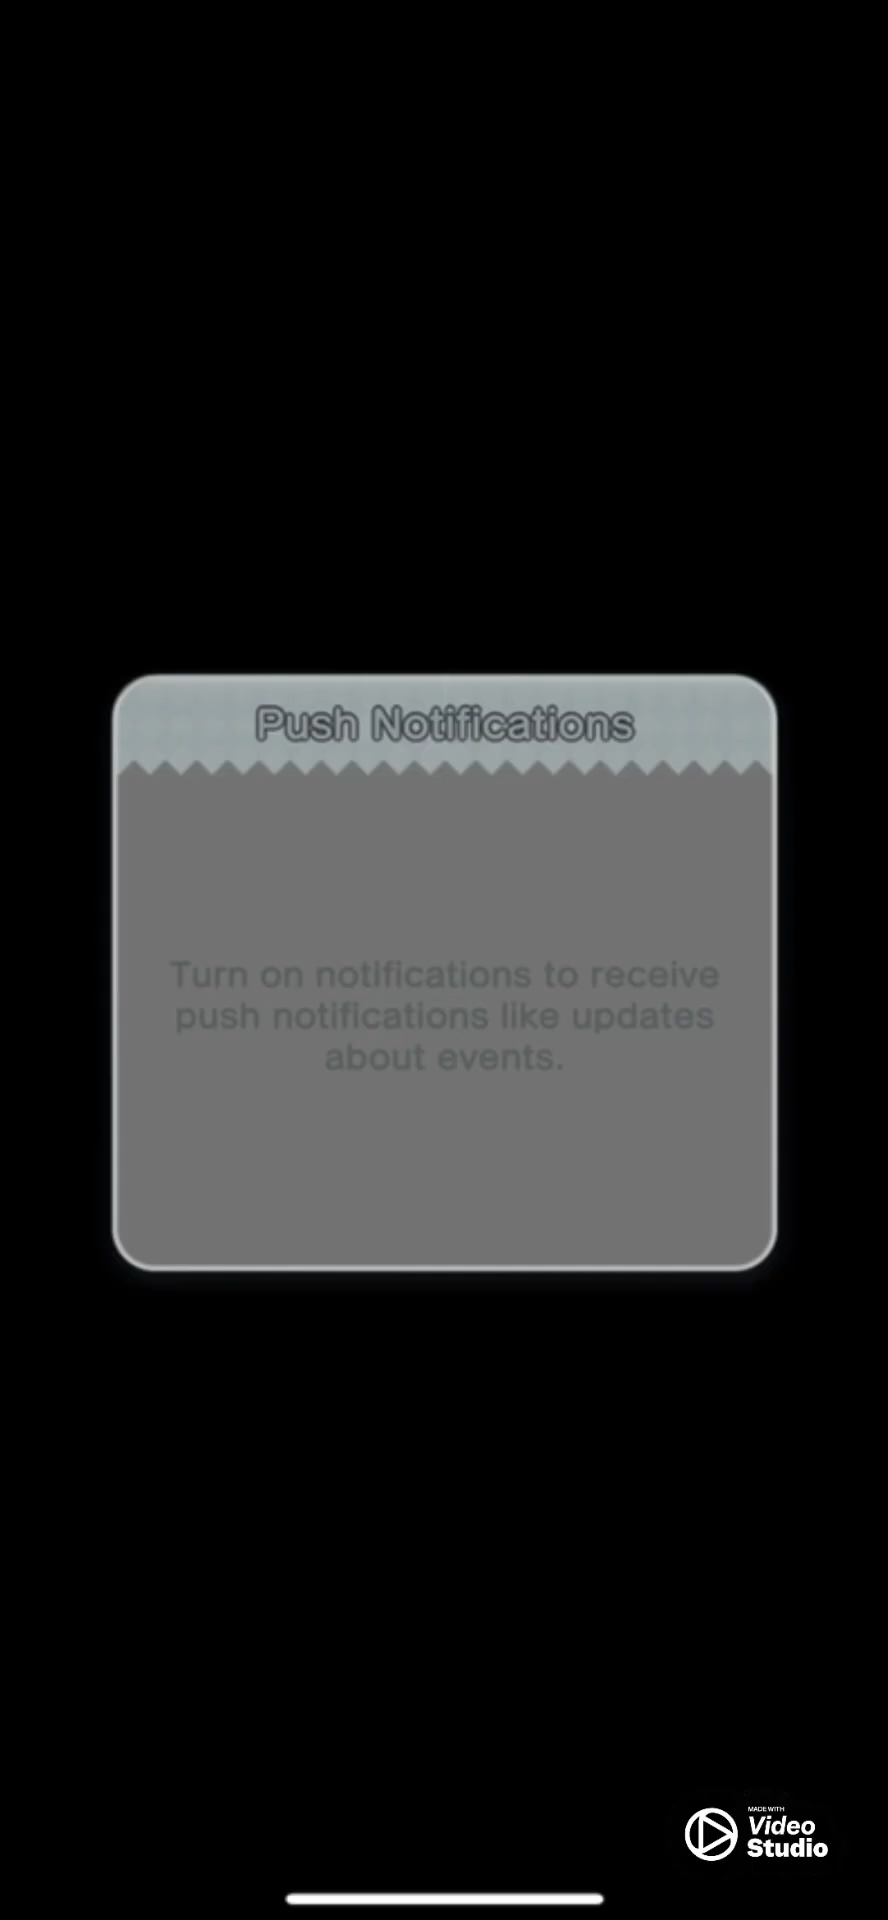 Push Notifications
Turn on notifications to receive
push notifications like updates
about events.
MADE WITH
Video
Studio